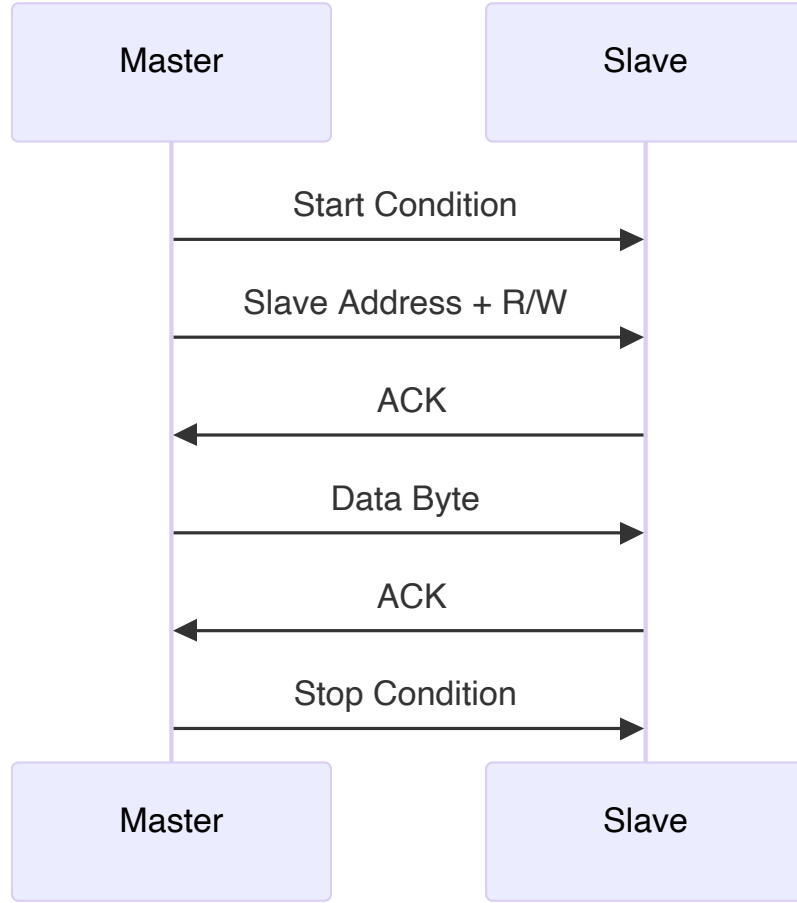 Master
Slave
Start Condition
Slave Address + R/W
ACK
Data Byte
ACK
Stop Condition
Master
Slave